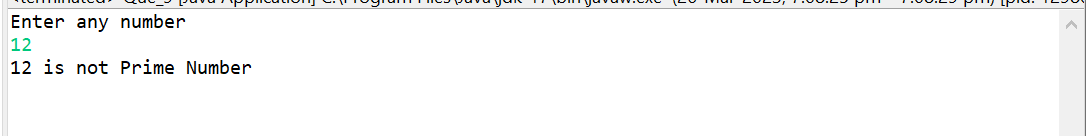 Enter any number
12
12 is not Prime Number